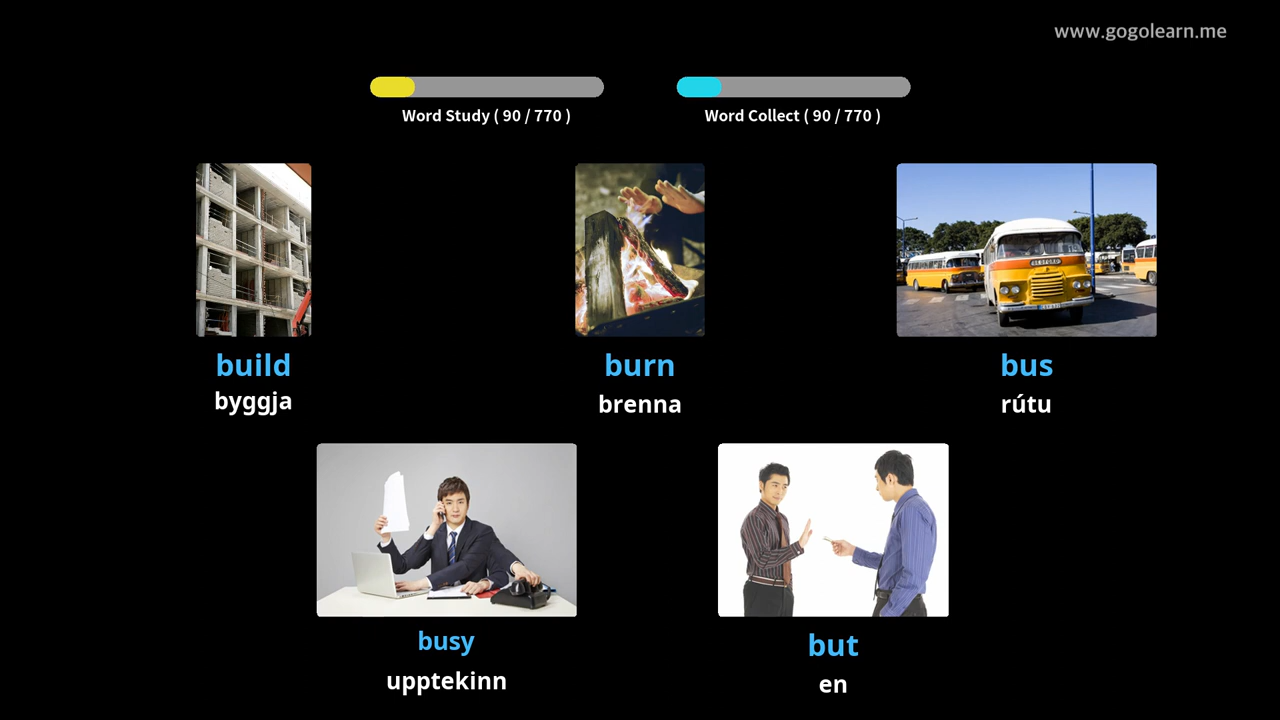 www.gogolearn.me
Word Study ( 90 / 770 )
Word Collect ( 90 / 770 )
BEDFORD
build
byggja
burn
brenna
bus
rútu
busy
upptekinn
but
en